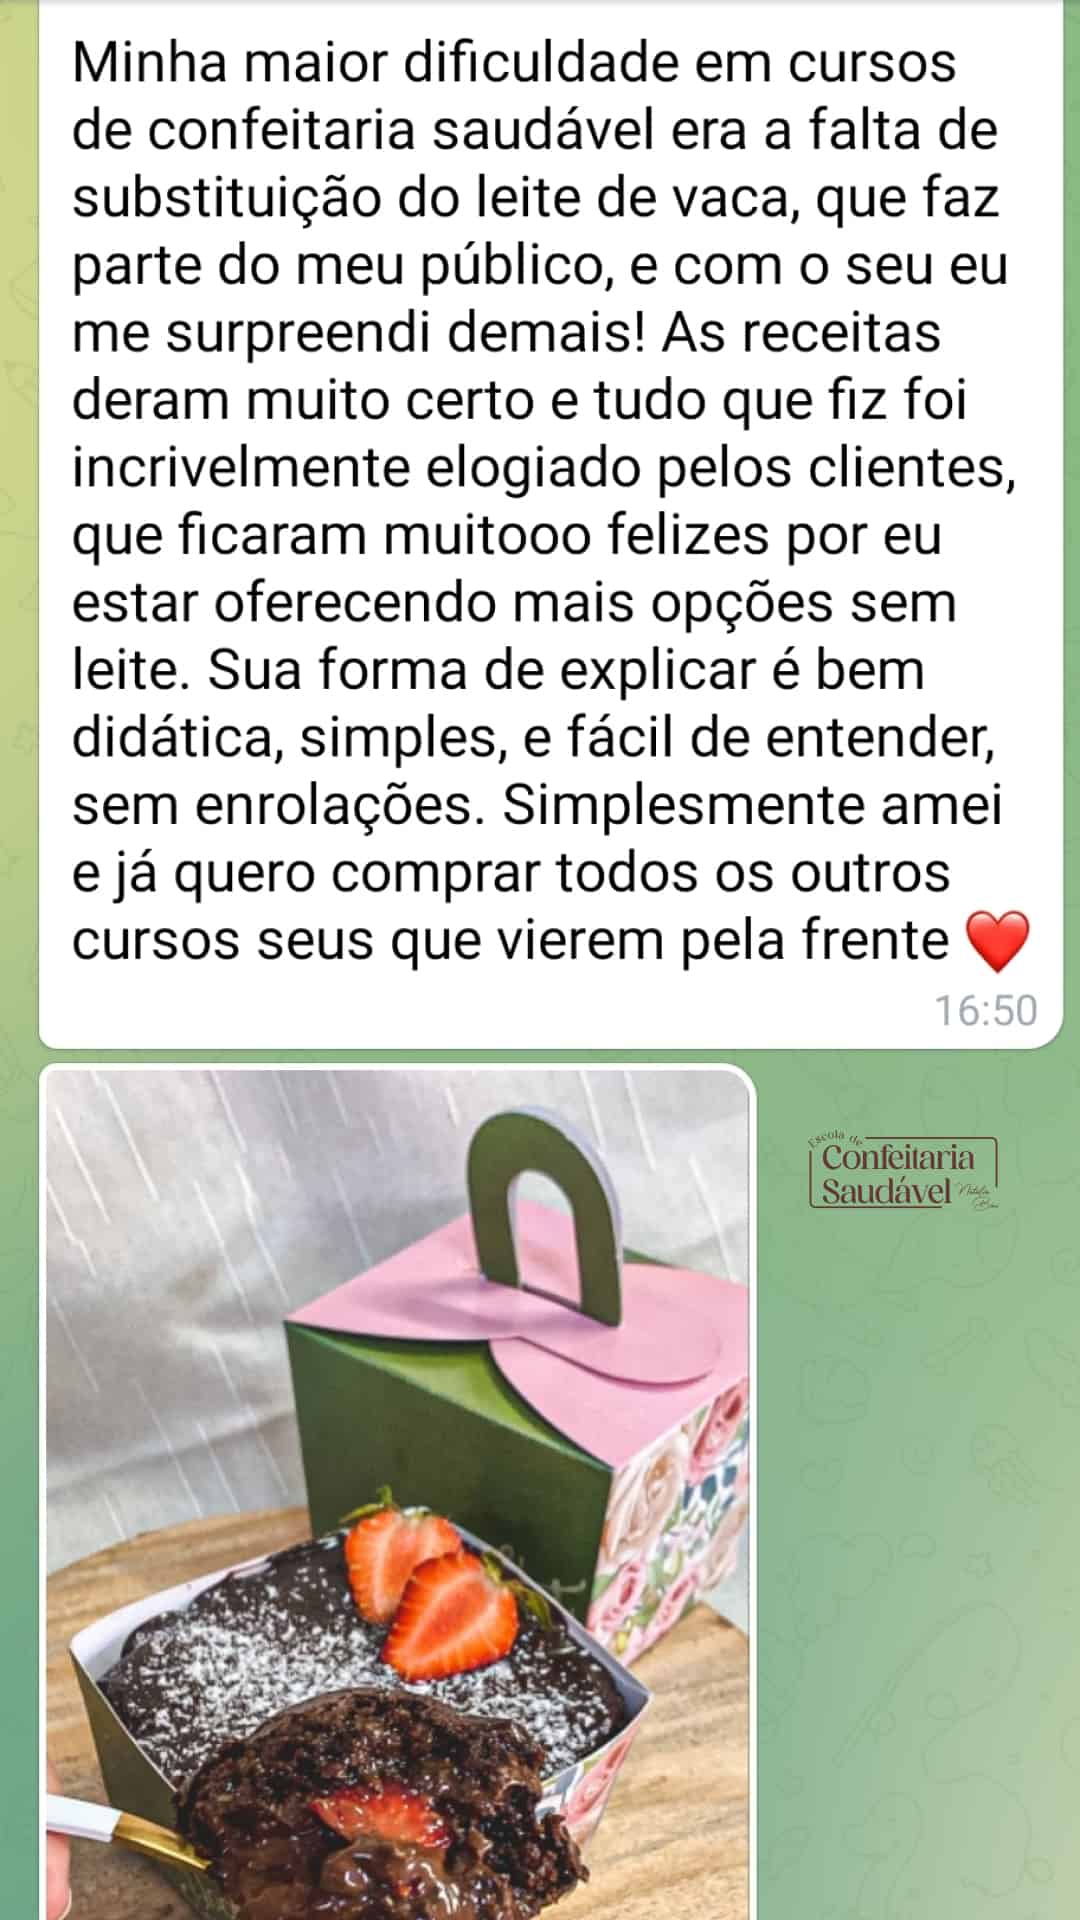 Minha maior dificuldade em cursos
de confeitaria saudável era a falta de
substituição do leite de vaca, que faz
parte do meu público, e com o seu eu
me surpreendi demais! As receitas
deram muito certo e tudo que fiz foi
incrivelmente elogiado pelos clientes,
que ficaram muitooo felizes por eu
estar oferecendo mais opções sem
leite. Sua forma de explicar é bem
didática, simples, e fácil de entender,
sem enrolações. Simplesmente amei
e já quero comprar todos os outros
cursos seus que vierem pela frente ❤️
16:50
Escola de
Confeitaria
Saudável